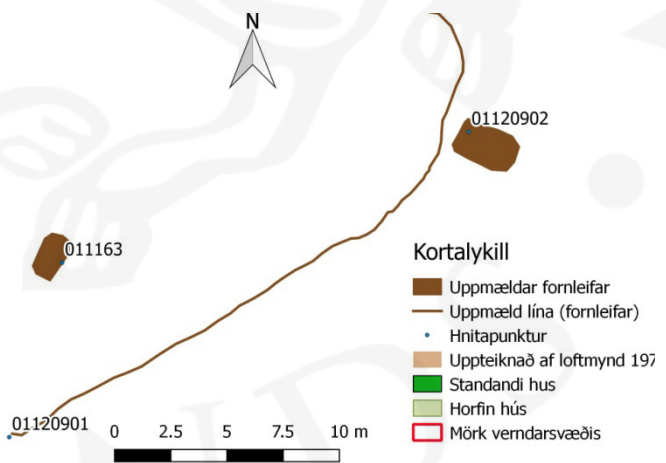 N
01120902
011163
Kortalykill
Uppmældar fornleifar
Uppmæld lína (fornleifar)
Hnitapunktur
Uppteiknað af loftmynd 197
Standandi hus
Horfin hús
Mörk verndarsvæðis
01120901
0 2.5 5 7.5 10 m